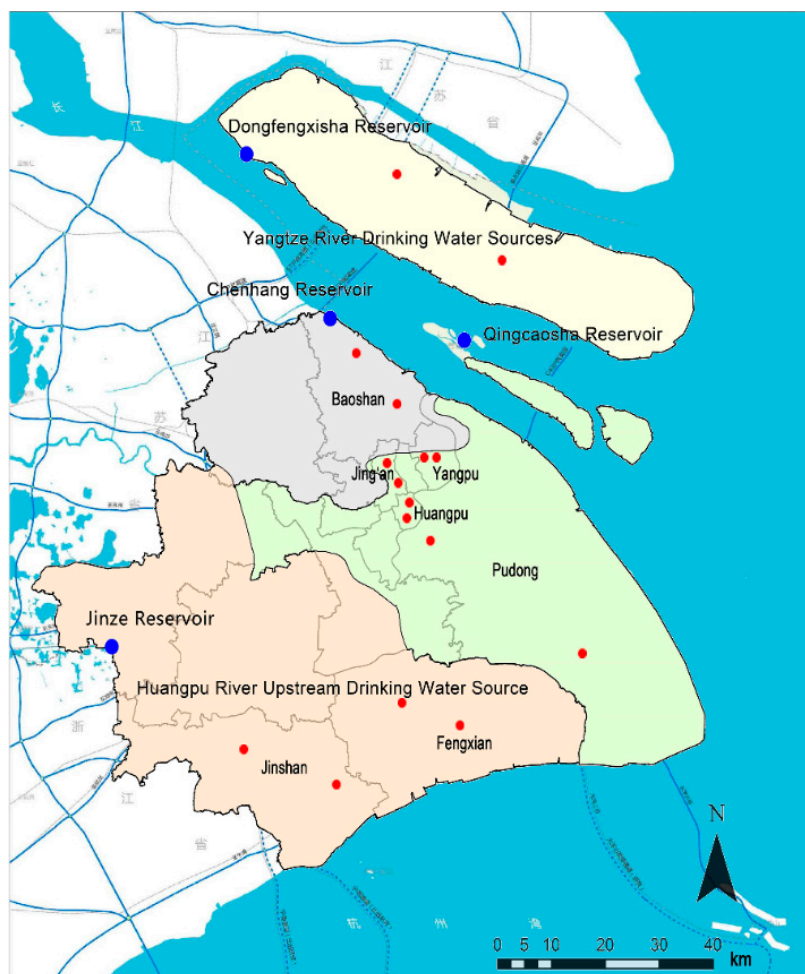 江
苏
省
长
江
Dongfengxisha Reservoir
Yangtze River Drinking Water Sources
Chenhang Reservoir
Qingcaosha Reservoir
江
苏
省
Baoshan
Jing'an
Yangpu
Huangpu
Pudong
Jinze Reservoir
Huangpu River Upstream Drinking Water Source
Fengxian
Jinshan
浙
江
省
杭 州 湾
N
0 5 10 20 30 40
km